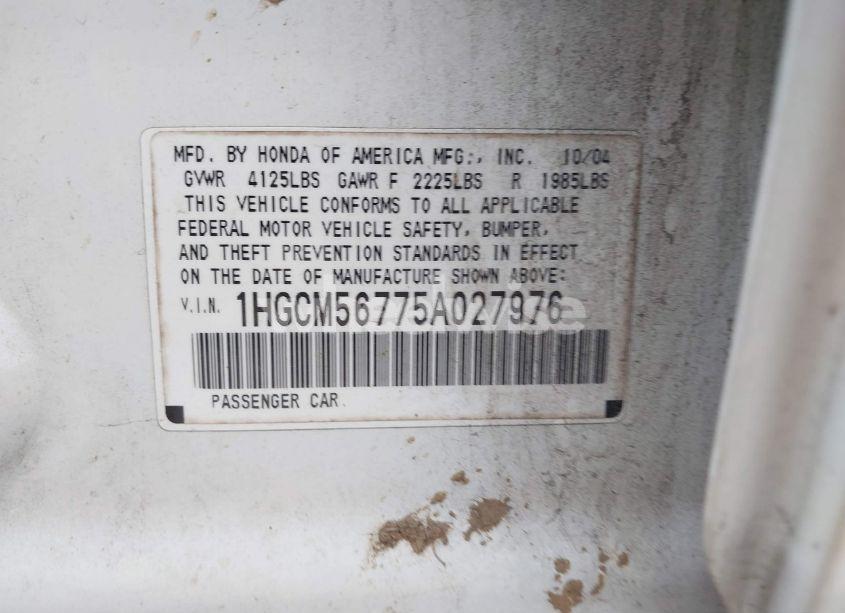 MFD. BY HONDA OF AMERICA MFG., INC. 10/04
GVWR 4125LBS GAWR F 2225LBS R 1985LBS
THIS VEHICLE CONFORMS TO ALL APPLICABLE
FEDERAL MOTOR VEHICLE SAFETY, BUMPER,
AND THEFT PREVENTION STANDARDS IN EFFECT
ON THE DATE OF MANUFACTURE SHOWN ABOVE:
V.I.N. 1HGCM56775A027976
PASSENGER CAR